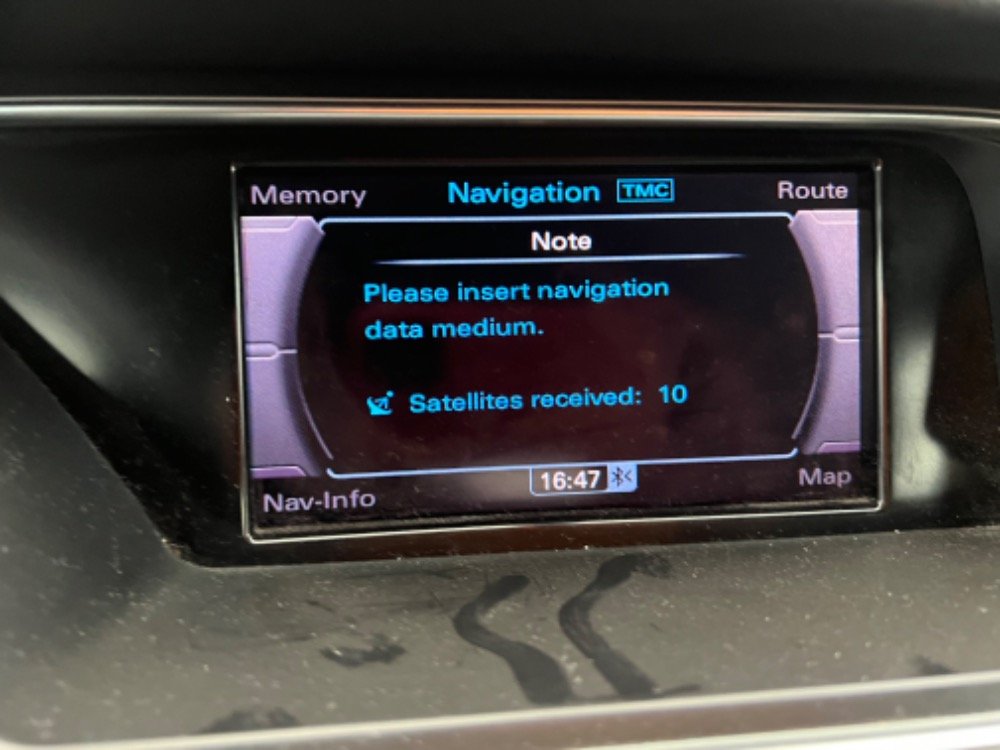 Memory Navigation TMC Route
Note
Please insert navigation
data medium.
Satellites received: 10
16:47
Nav-Info Map